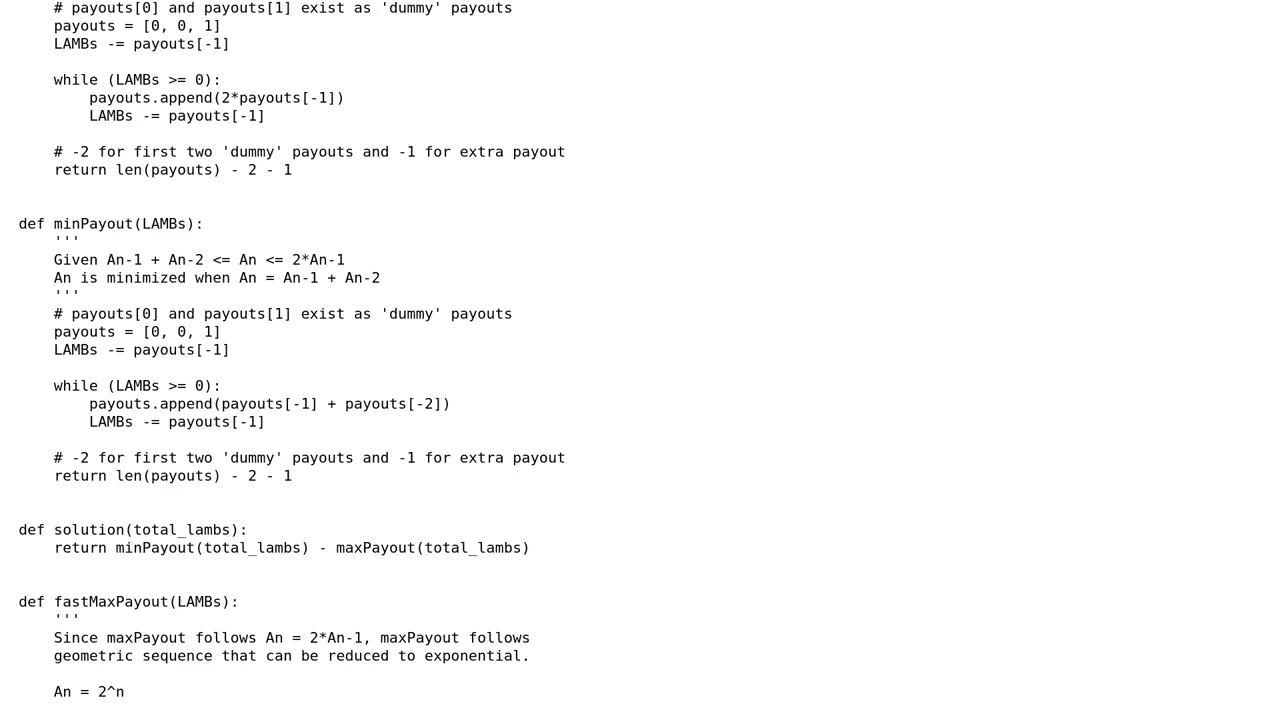 # payouts[0] and payouts[1] exist as 'dummy' payouts
    payouts = [0, 0, 1]
    LAMBs -= payouts[-1]

    while (LAMBs >= 0):
        payouts.append(2*payouts[-1])
        LAMBs -= payouts[-1]

    # -2 for first two 'dummy' payouts and -1 for extra payout
    return len(payouts) - 2 - 1


def minPayout(LAMBs):
    '''
    Given An-1 + An-2 <= An <= 2*An-1
    An is minimized when An = An-1 + An-2
    '''
    # payouts[0] and payouts[1] exist as 'dummy' payouts
    payouts = [0, 0, 1]
    LAMBs -= payouts[-1]

    while (LAMBs >= 0):
        payouts.append(payouts[-1] + payouts[-2])
        LAMBs -= payouts[-1]

    # -2 for first two 'dummy' payouts and -1 for extra payout
    return len(payouts) - 2 - 1


def solution(total_lambs):
    return minPayout(total_lambs) - maxPayout(total_lambs)


def fastMaxPayout(LAMBs):
    '''
    Since maxPayout follows An = 2*An-1, maxPayout follows
    geometric sequence that can be reduced to exponential.

    An = 2^n